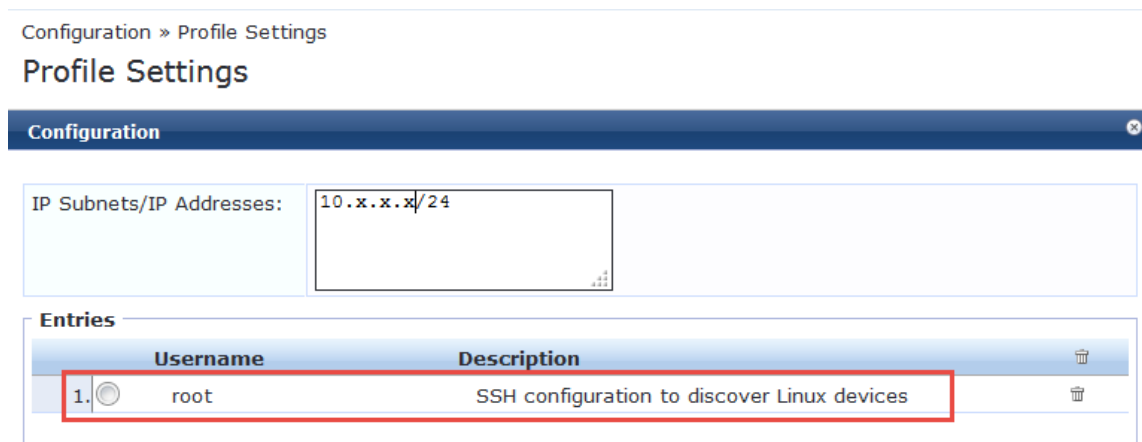 Configuration » Profile Settings
Profile Settings
Configuration
IP Subnets/IP Addresses: 10.x.x.x/24
Entries
Username Description
1. root SSH configuration to discover Linux devices